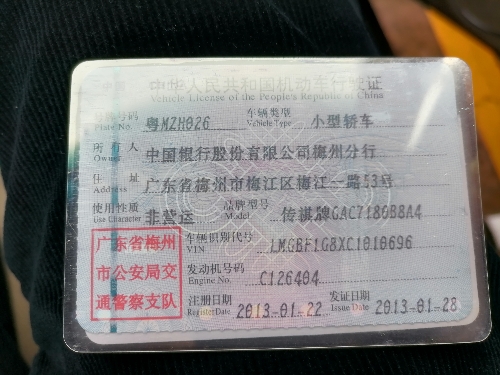 中华人民共和国机动车行驶证
Vehicle License of the People's Republic of China
号牌号码 粤MZH026 车辆类型 小型轿车
Plate No. Vehicle Type
所有人 中国银行股份有限公司梅州分行
Owner
住址 广东省梅州市梅江区梅江一路53号
Address
使用性质 非营运 品牌型号 传祺牌GAC7180B8A4
Use Character Model
广东省梅州
市公安局交
通警察支队
车辆识别代号 LMGBF1G8XC1010696
VIN
发动机号码 C126404
Engine No.
注册日期 2013-01-22 发证日期 2013-01-28
Register Date Issue Date